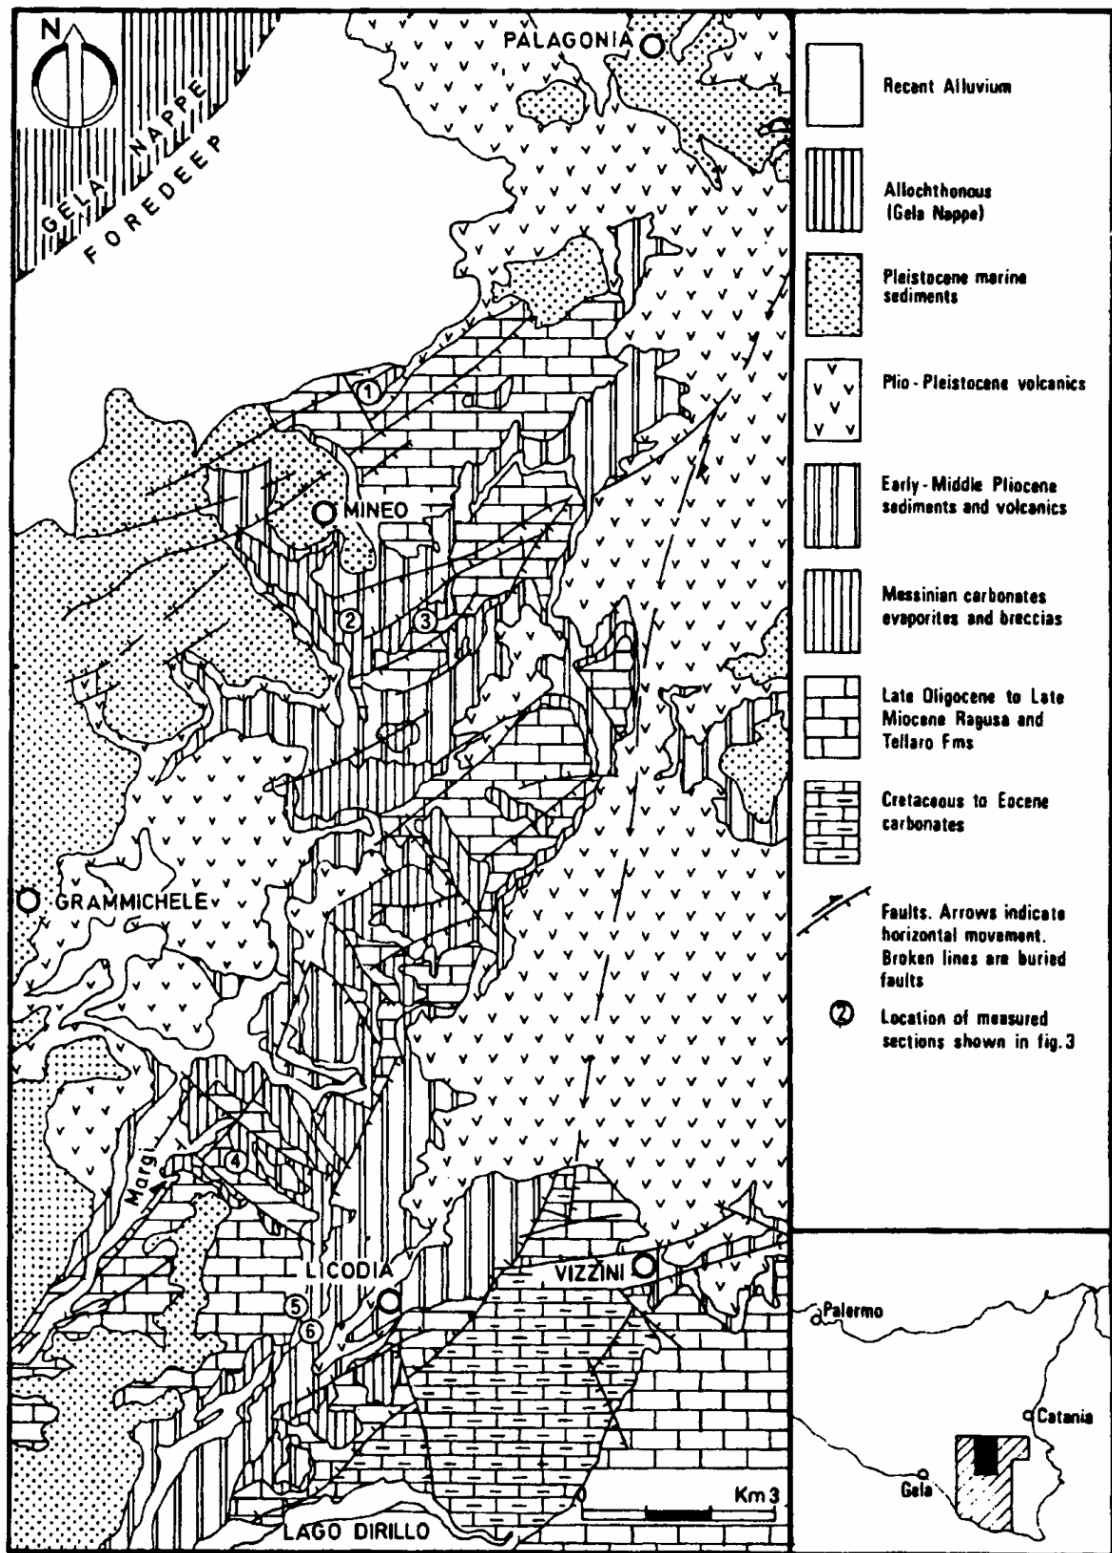 N
PALAGONIA
GELA NAPPE
FOREDEEP
1
MINEO
2
3
GRAMMICHELE
Margi
4
LICODIA
VIZZINI
5
6
0
Km 3
LAGO DIRILLO
Recent Alluvium
Allochthonous
(Gela Nappe)
Pleistocene marine
sediments
Plio-Pleistocene volcanics
Early-Middle Pliocene
sediments and volcanics
Messinian carbonates
evaporites and breccias
Late Oligocene to Late
Miocene Ragusa and
Tellaro Fms
Cretaceous to Eocene
carbonates
Faults. Arrows indicate
horizontal movement.
Broken lines are buried
faults
2
Location of measured
sections shown in fig.3
Palermo
Catania
Gela